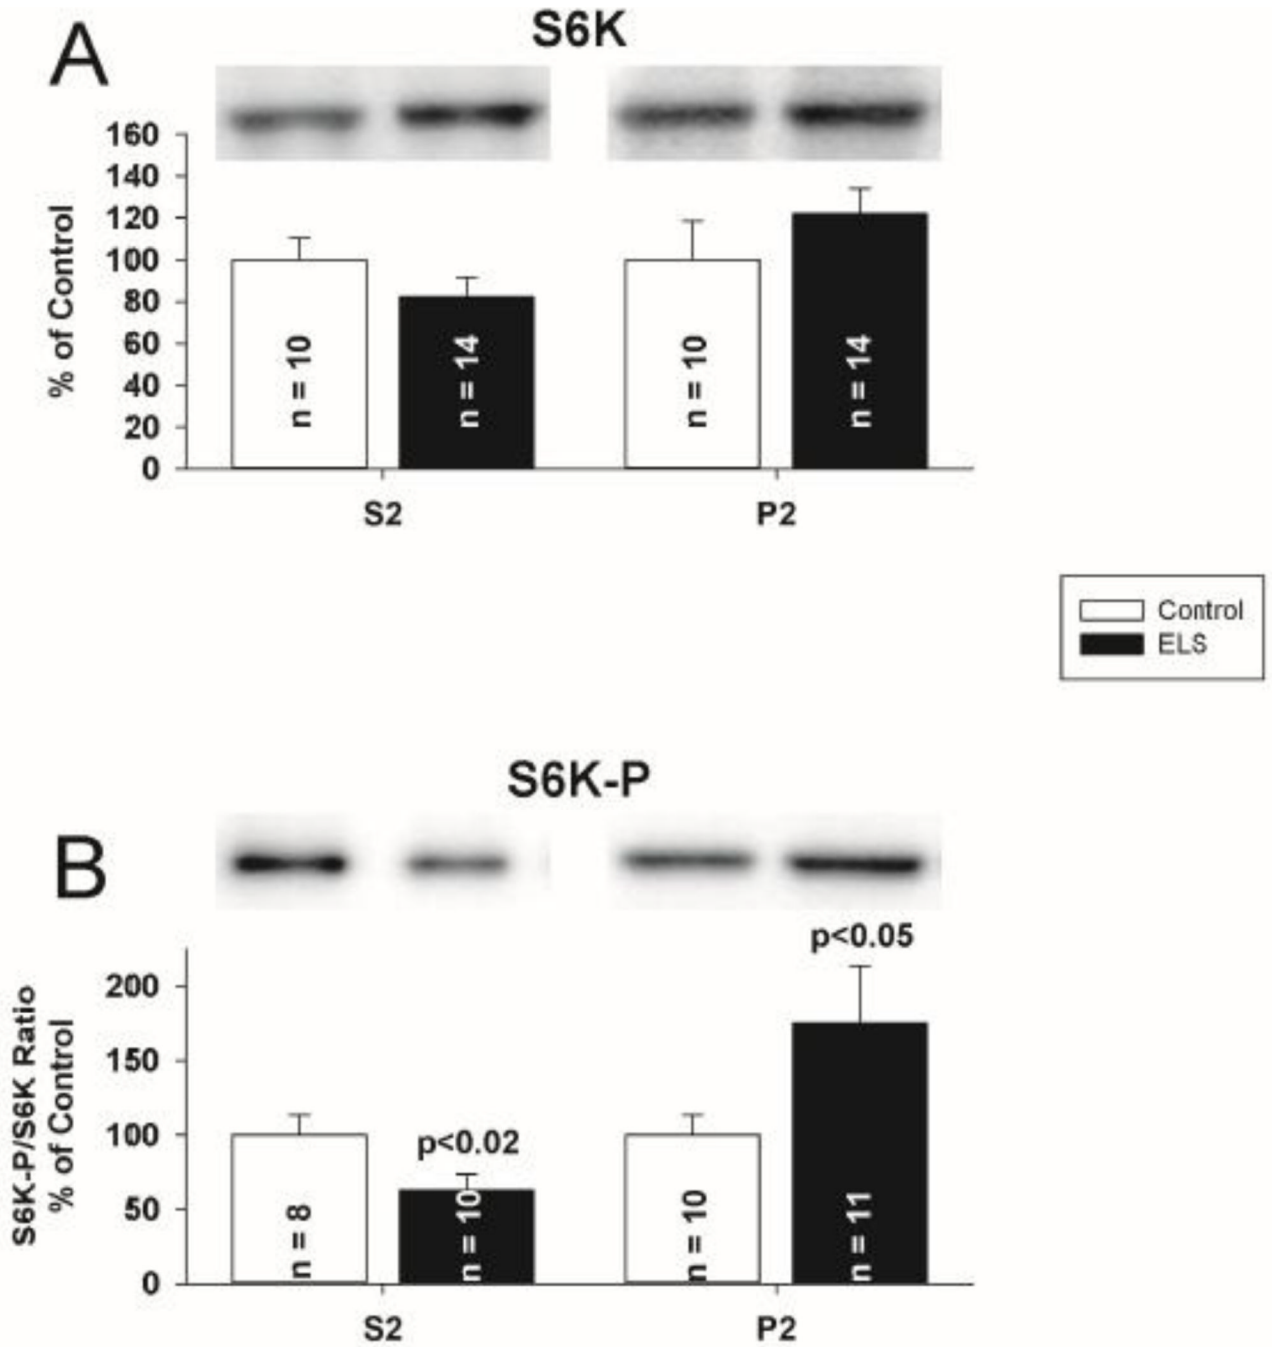 A
S6K
% of Control
160
140
120
100
80
60
40
20
0
n = 10
n = 14
n = 10
n = 14
S2
P2
Control
ELS
S6K-P
B
S6K-P/S6K Ratio
% of Control
200
150
100
50
0
p<0.02
p<0.05
n = 8
n = 10
n = 10
n = 11
S2
P2